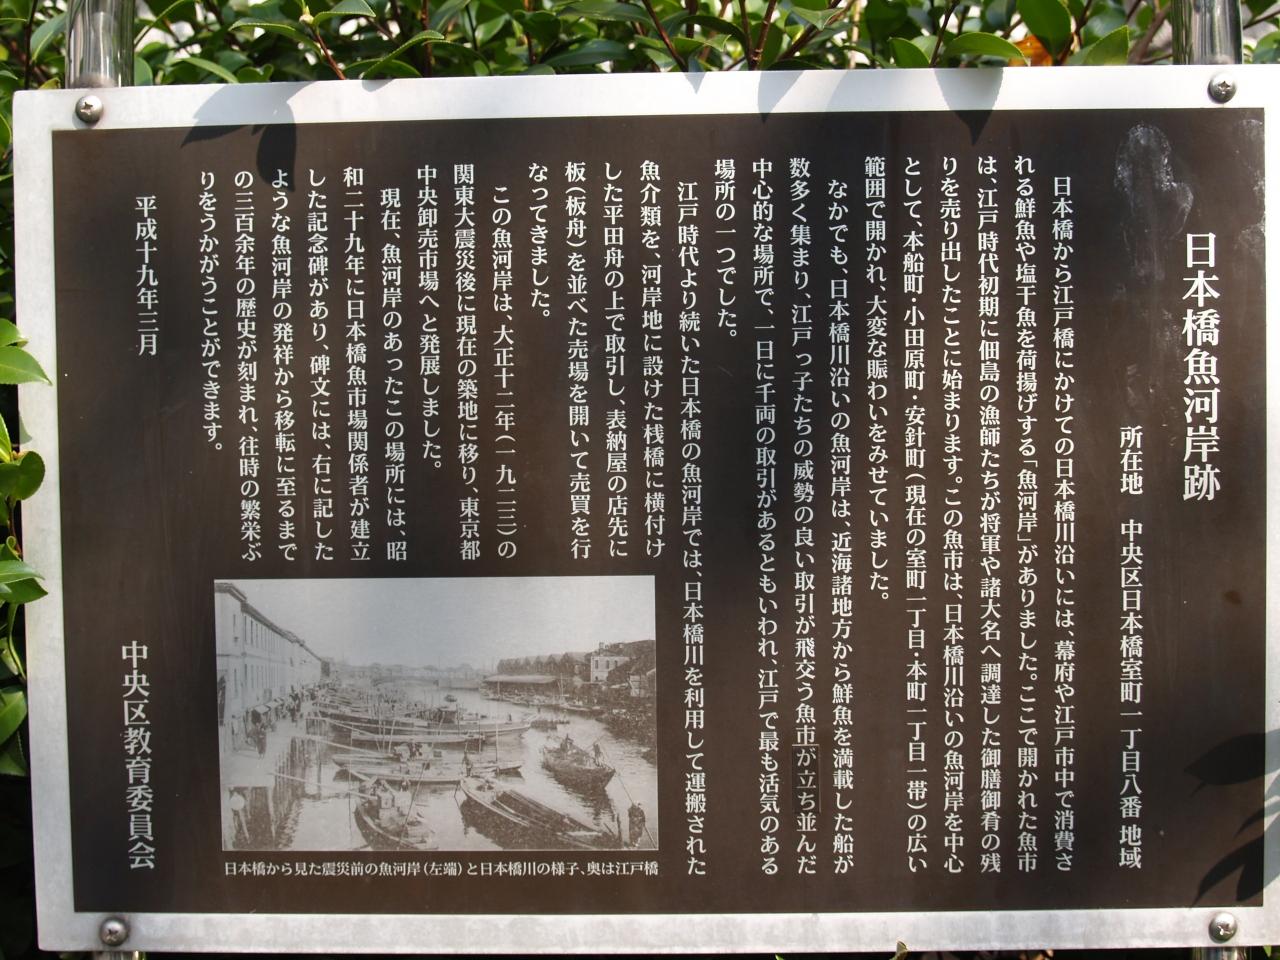 日本橋魚河岸跡
所在地　中央区日本橋室町一丁目八番 地域
日本橋から江戸橋にかけての日本橋川沿いには、幕府や江戸市中で消費さ
れる鮮魚や塩干魚を荷揚げする「魚河岸」がありました。ここで開かれた魚市
は、江戸時代初期に佃島の漁師たちが将軍や諸大名へ調達した御膳御肴の残
りを売り出したことに始まります。この魚市は、日本橋川沿いの魚河岸を中心
として、本船町・小田原町・安針町（現在の室町一丁目・本町一丁目一帯）の広い
範囲で開かれ、大変な賑わいをみせていました。
なかでも、日本橋川沿いの魚河岸は、近海諸地方から鮮魚を満載した船が
数多く集まり、江戸っ子たちの威勢の良い取引が飛交う魚市が立ち並んだ
中心的な場所で、一日に千両の取引があるともいわれ、江戸で最も活気のある
場所の一つでした。
江戸時代より続いた日本橋の魚河岸では、日本橋川を利用して運搬された
魚介類を、河岸地に設けた桟橋に横付け
した平田舟の上で取引し、表納屋の店先に
板（板舟）を並べた売場を開いて売買を行
なってきました。
この魚河岸は、大正十二年（一九二三）の
関東大震災後に現在の築地に移り、東京都
中央卸売市場へと発展しました。
現在、魚河岸のあったこの場所には、昭
和二十九年に日本橋魚市場関係者が建立
した記念碑があり、碑文には、右に記した
ような魚河岸の発祥から移転に至るまで
の三百余年の歴史が刻まれ、往時の繁栄ぶ
りをうかがうことができます。
平成十九年三月
中央区教育委員会
日本橋から見た震災前の魚河岸（左端）と日本橋川の様子、奥は江戸橋